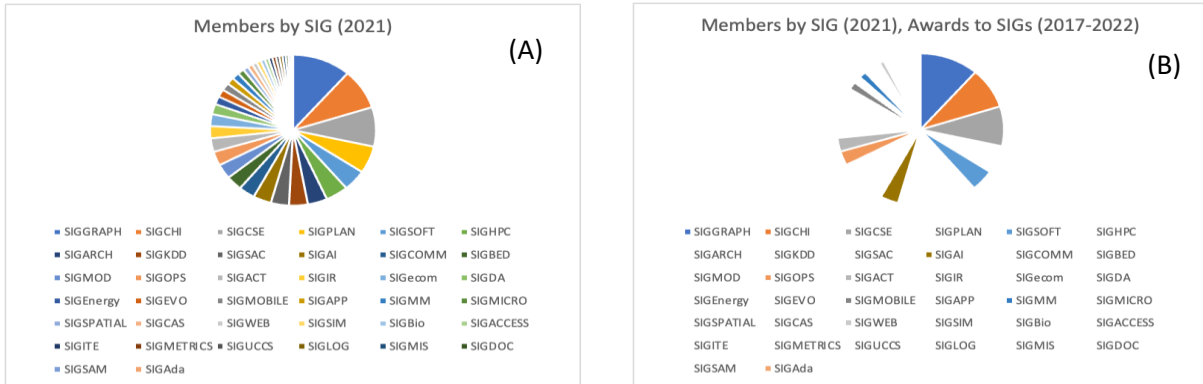 Members by SIG (2021)
(A)
SIGGRAPH SIGCHI SIGCSE SIGPLAN SIGSOFT SIGHPC
SIGARCH SIGKDD SIGSAC SIGAI SIGCOMM SIGBED
SIGMOD SIGOPS SIGACT SIGIR SIGecom SIGDA
SIGEnergy SIGEVO SIGMOBILE SIGAPP SIGMM SIGMICRO
SIGSPATIAL SIGCAS SIGWEB SIGSIM SIGBio SIGACCESS
SIGITE SIGMETRICS SIGUCCS SIGLOG SIGMIS SIGDOC
SIGSAM SIGAda
Members by SIG (2021), Awards to SIGs (2017-2022)
(B)
SIGGRAPH SIGCHI SIGCSE SIGPLAN SIGSOFT SIGHPC
SIGARCH SIGKDD SIGSAC SIGAI SIGCOMM SIGBED
SIGMOD SIGOPS SIGACT SIGIR SIGecom SIGDA
SIGEnergy SIGEVO SIGMOBILE SIGAPP SIGMM SIGMICRO
SIGSPATIAL SIGCAS SIGWEB SIGSIM SIGBio SIGACCESS
SIGITE SIGMETRICS SIGUCCS SIGLOG SIGMIS SIGDOC
SIGSAM SIGAda